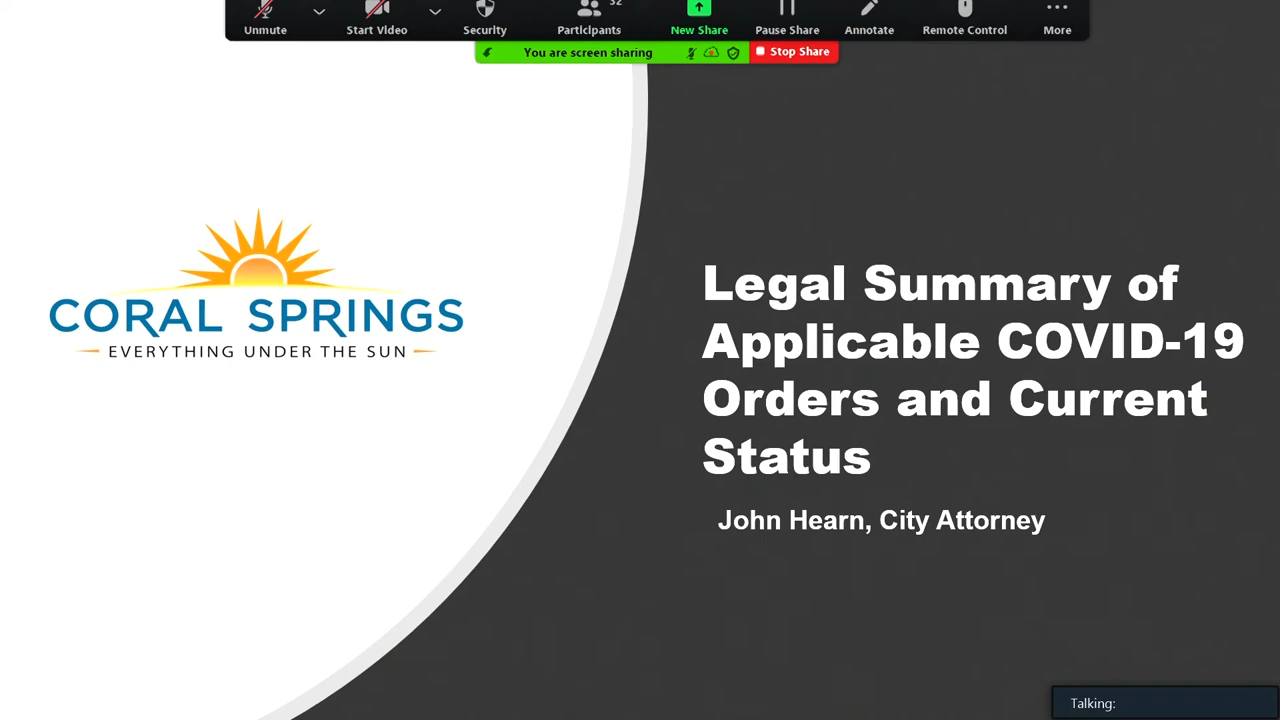 Unmute
Start Video
Security
Participants
New Share
Pause Share
Annotate
Remote Control
More
You are screen sharing
Stop Share
CORAL SPRINGS
EVERYTHING UNDER THE SUN
Legal Summary of
Applicable COVID-19
Orders and Current
Status
John Hearn, City Attorney
Talking: